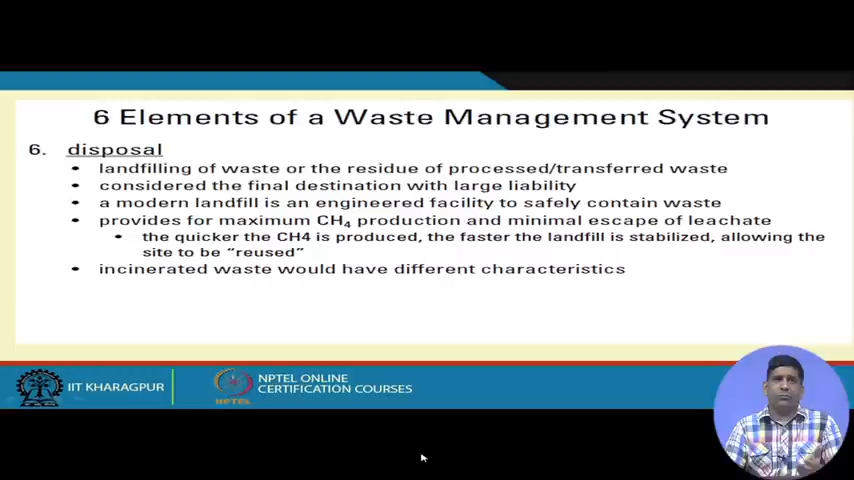 6 Elements of a Waste Management System
6. disposal
• landfilling of waste or the residue of processed/transferred waste
• considered the final destination with large liability
• a modern landfill is an engineered facility to safely contain waste
• provides for maximum CH₄ production and minimal escape of leachate
• the quicker the CH4 is produced, the faster the landfill is stabilized, allowing the
site to be “reused”
• incinerated waste would have different characteristics
IIT KHARAGPUR
NPTEL
NPTEL ONLINE
CERTIFICATION COURSES